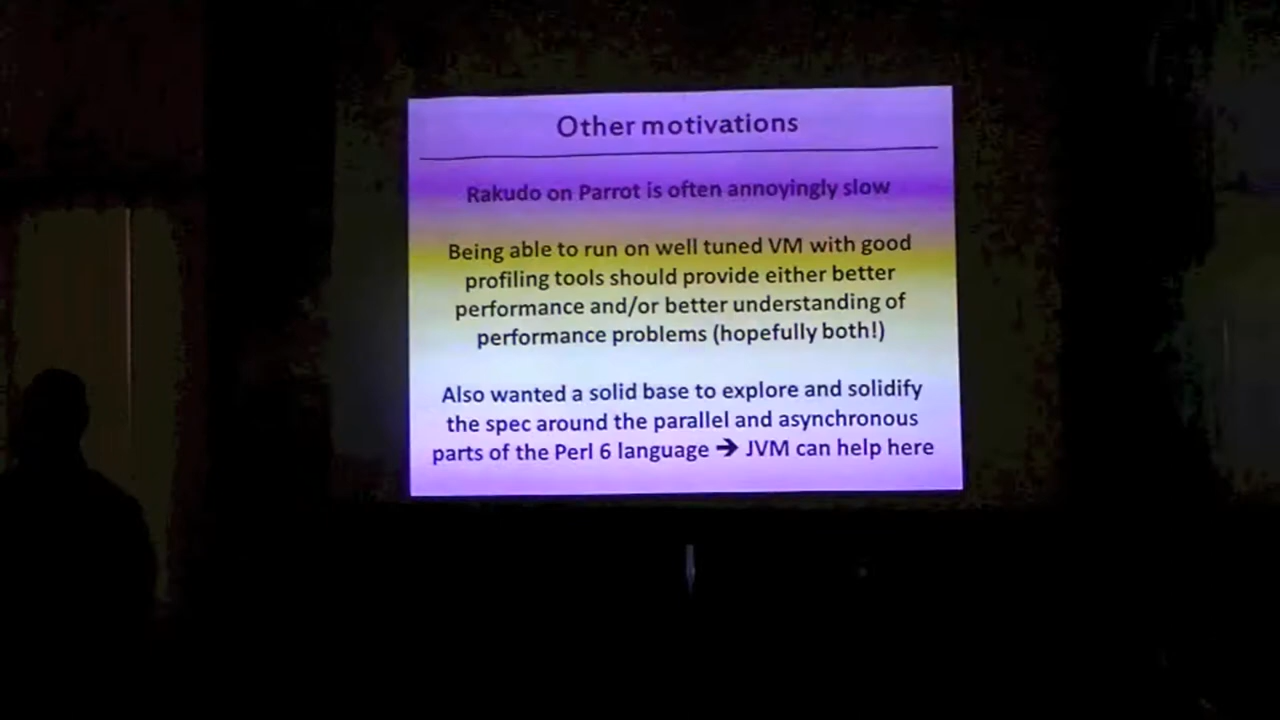 Other motivations
Rakudo on Parrot is often annoyingly slow
Being able to run on well tuned VM with good
profiling tools should provide either better
performance and/or better understanding of
performance problems (hopefully both!)
Also wanted a solid base to explore and solidify
the spec around the parallel and asynchronous
parts of the Perl 6 language ➔ JVM can help here